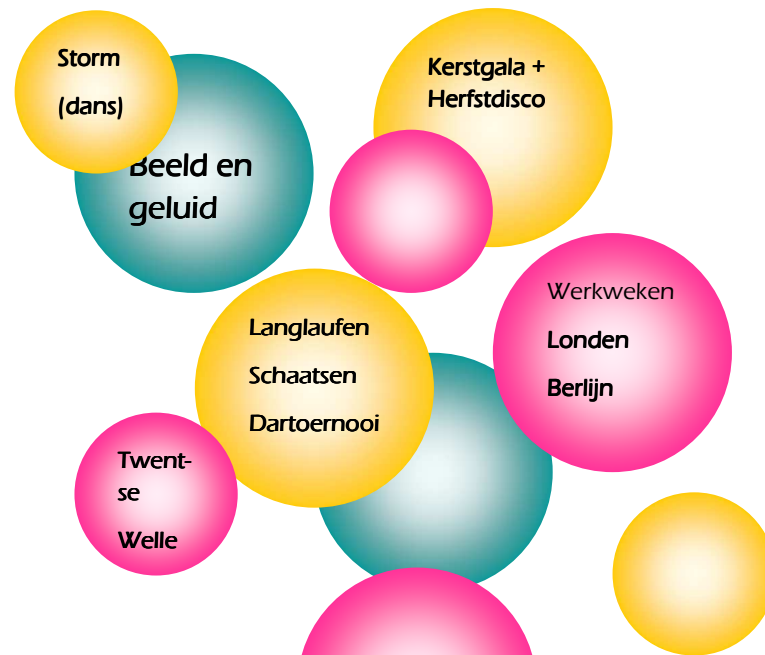 Storm
(dans)
Beeld en
geluid
Kerstgala +
Herfstdisco
Werkweken
Londen
Berlijn
Langlaufen
Schaatsen
Dartoernooi
Twent-
se
Welle